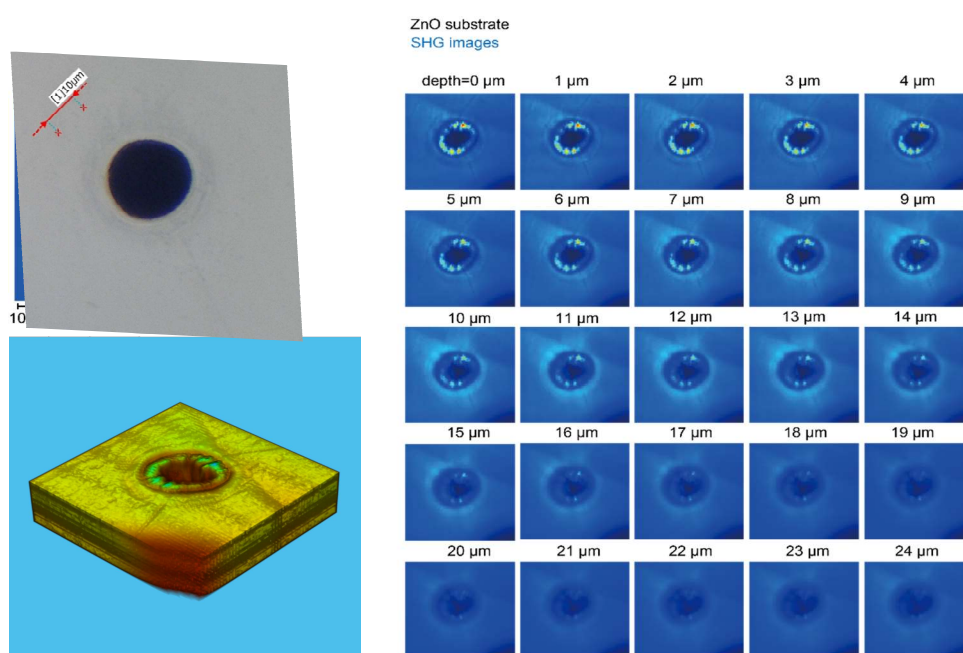 ZnO substrate
SHG images
[1]10µm
10
depth=0 µm 1 µm 2 µm 3 µm 4 µm
5 µm 6 µm 7 µm 8 µm 9 µm
10 µm 11 µm 12 µm 13 µm 14 µm
15 µm 16 µm 17 µm 18 µm 19 µm
20 µm 21 µm 22 µm 23 µm 24 µm